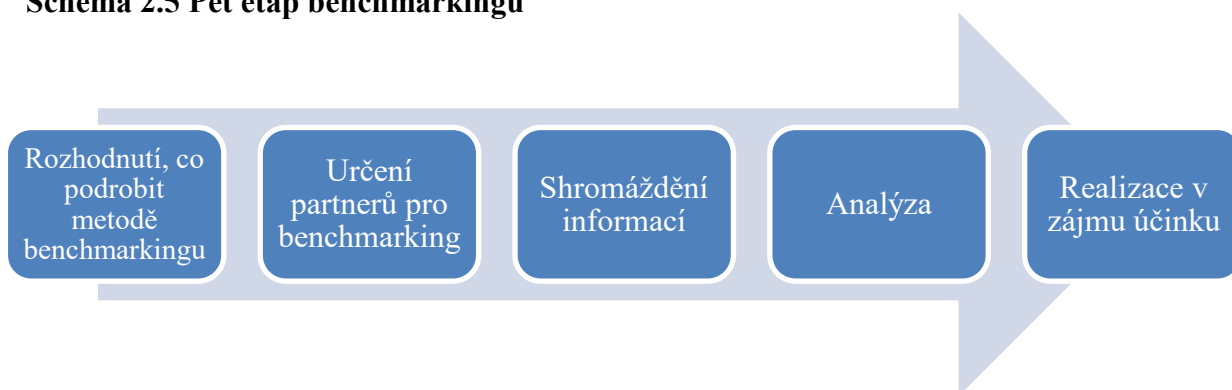 Schéma 2.5 Pět etap benchmarkingu
Rozhodnutí, co
podrobit
metodě
benchmarkingu
Určení
partnerů pro
benchmarking
Shromáždění
informací
Analýza
Realizace v
zájmu účinku